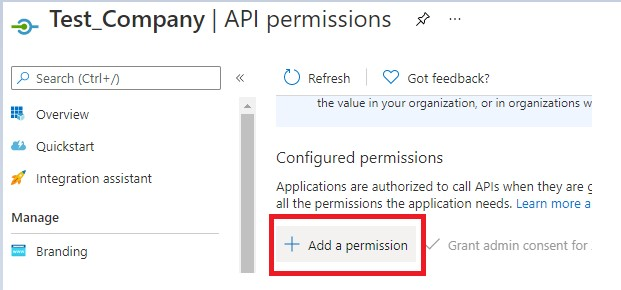 Test_Company | API permissions
Search (Ctrl+/)
Refresh
Got feedback?
Overview
Quickstart
Integration assistant
Manage
Branding
the value in your organization, or in organizations w
Configured permissions
Applications are authorized to call APIs when they are g
all the permissions the application needs. Learn more a
Add a permission
Grant admin consent for